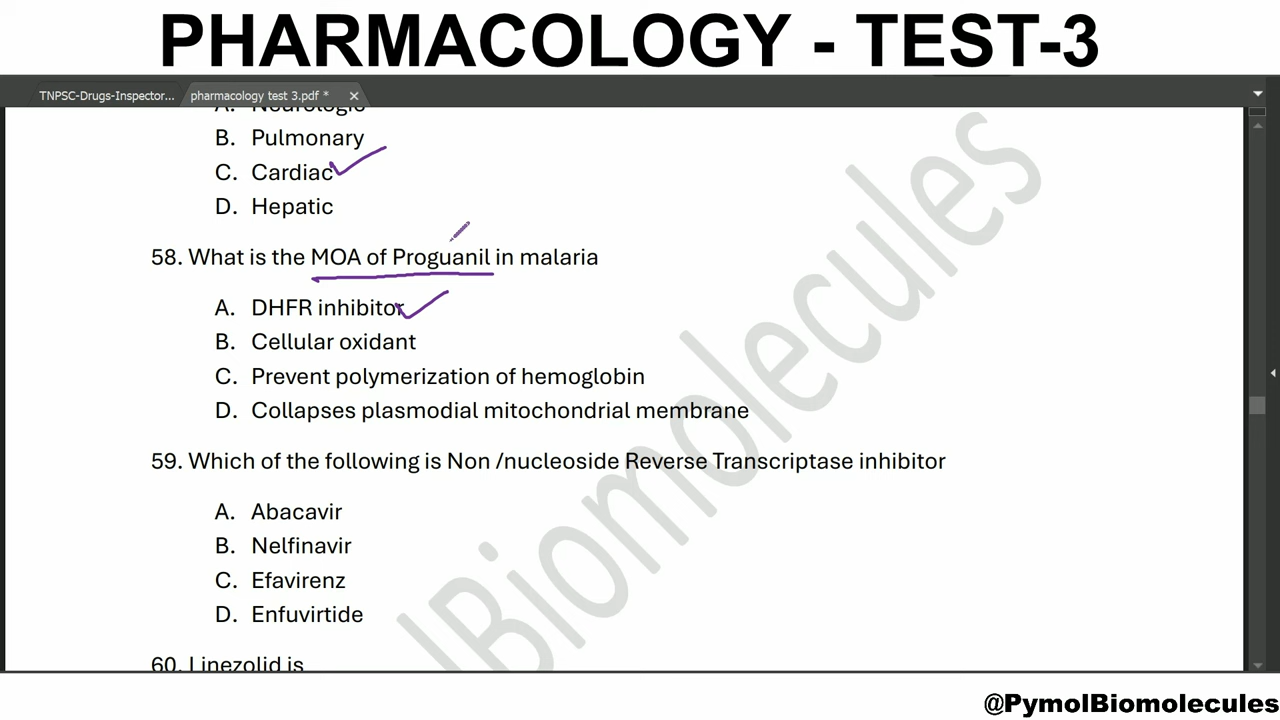 PHARMACOLOGY - TEST-3
TNPSC-Drugs-Inspector... pharmacology test 3.pdf *
A. Neurologic
B. Pulmonary
C. Cardiac
D. Hepatic
58. What is the MOA of Proguanil in malaria
A. DHFR inhibitor
B. Cellular oxidant
C. Prevent polymerization of hemoglobin
D. Collapses plasmodial mitochondrial membrane
59. Which of the following is Non /nucleoside Reverse Transcriptase inhibitor
A. Abacavir
B. Nelfinavir
C. Efavirenz
D. Enfuvirtide
60. Linezolid is
lBiomolecules
@PymolBiomolecules